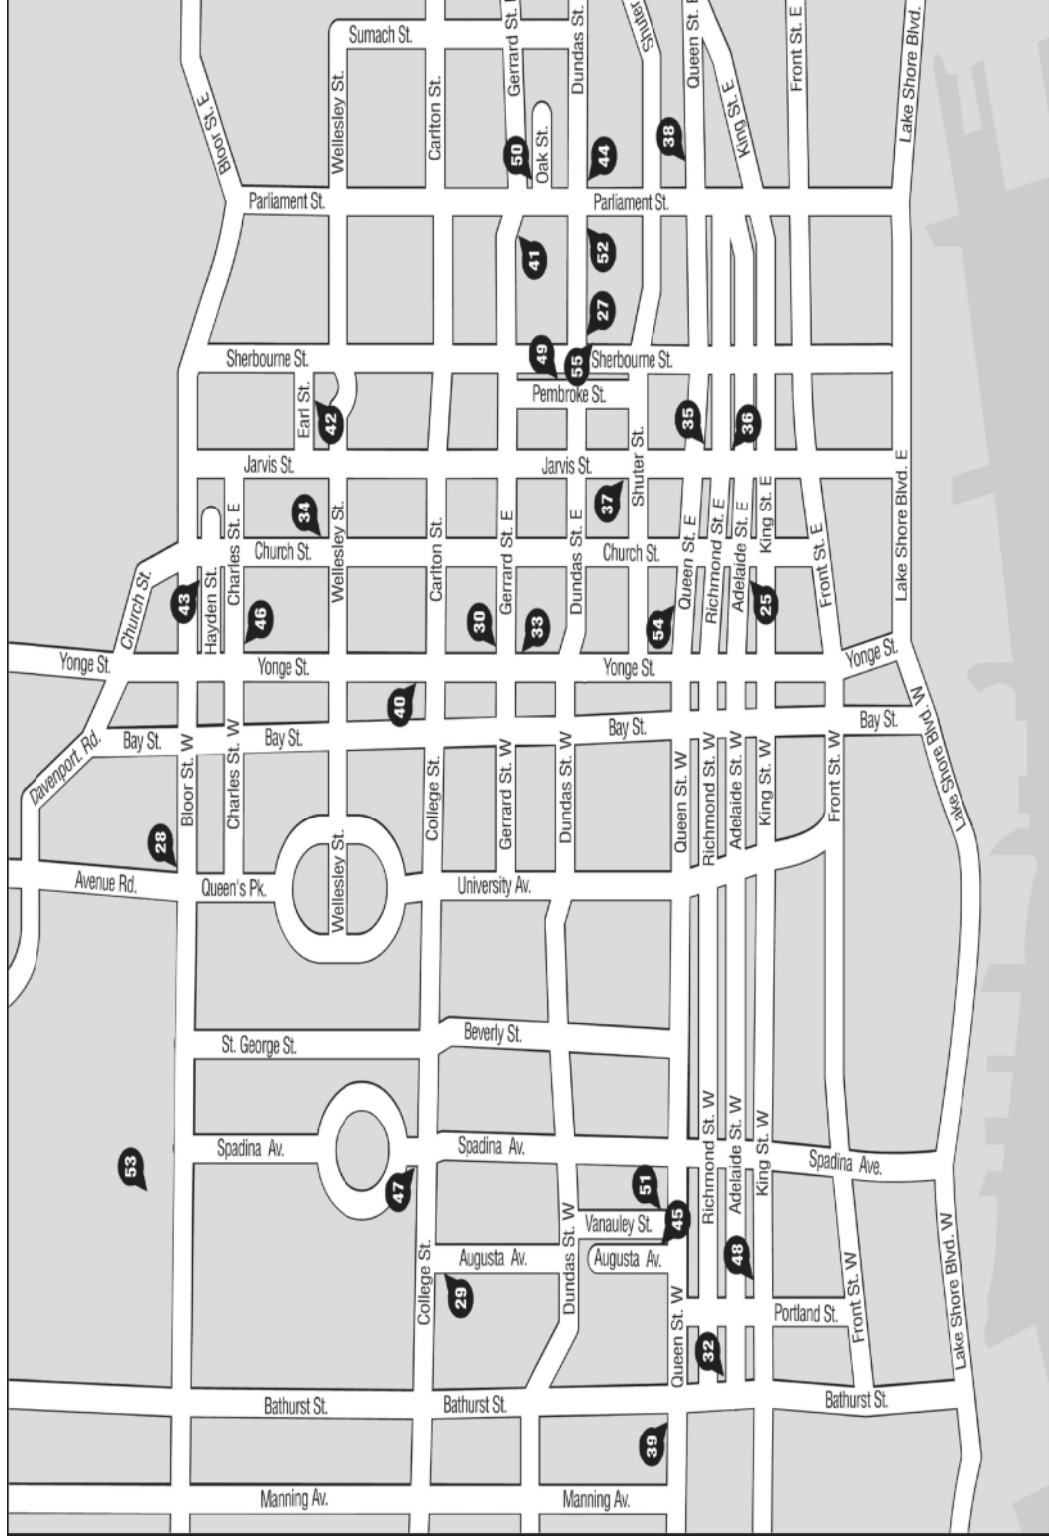 Sumach St.
Gerrard St. E
Dundas St.
Shuter
Queen St. E
Front St. E
Lake Shore Blvd.
Bloor St. E
Wellesley St.
Carlton St.
Oak St.
King St. E
50
44
38
Parliament St.
Parliament St.
41
52
27
Sherbourne St.
49
55
Sherbourne St.
Pembroke St.
Earl St.
42
35
36
Jarvis St.
Jarvis St.
Shuter St.
37
34
Church St.
Charles St. E
Church St.
Wellesley St.
Carlton St.
Gerrard St. E
Dundas St. E
Church St.
Queen St. E
Richmond St. E
Adelaide St. E
King St. E
Front St. E
Lake Shore Blvd. E
43
Hayden St.
46
30
33
54
25
Yonge St.
Yonge St.
Yonge St.
Yonge St.
40
Davenport. Rd.
Bay St.
Bay St.
Bay St.
Bay St.
Bloor St. W
Charles St. W
College St.
Gerrard St. W
Dundas St. W
Queen St. W
Richmond St. W
Adelaide St. W
King St. W
Front St. W
Lake Shore Blvd. W
28
Avenue Rd.
Queen's Pk.
Wellesley St.
University Av.
St. George St.
Beverly St.
53
Spadina Av.
Spadina Av.
Richmond St. W
Adelaide St. W
King St. W
Spadina Ave.
47
51
45
Vanauley St.
College St.
Augusta Av.
Dundas St. W
Augusta Av.
48
29
Queen St. W
Portland St.
Front St. W
Lake Shore Blvd. W
32
Bathurst St.
Bathurst St.
Bathurst St.
39
Manning Av.
Manning Av.